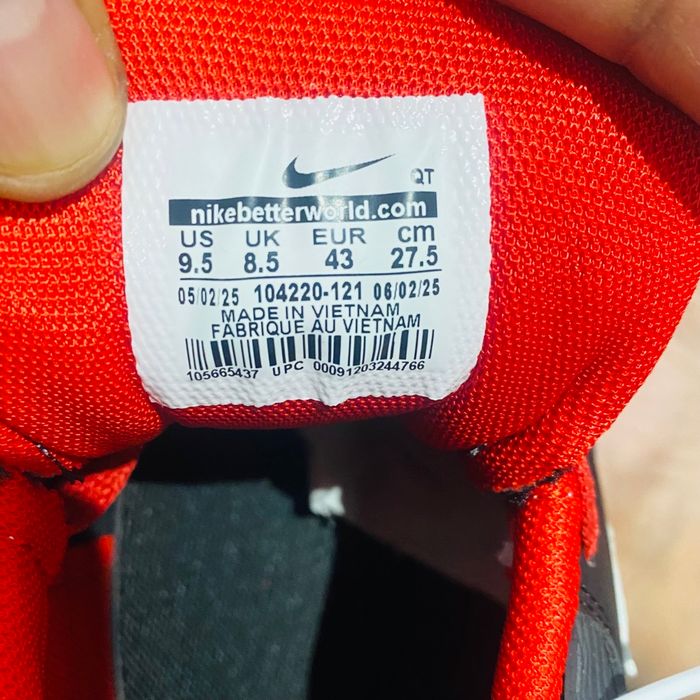 QT
nikebetterworld.com
US UK EUR cm
9.5 8.5 43 27.5
05/02/25 104220-121 06/02/25
MADE IN VIETNAM
FABRIQUE AU VIETNAM
105665437 UPC 00091203244766